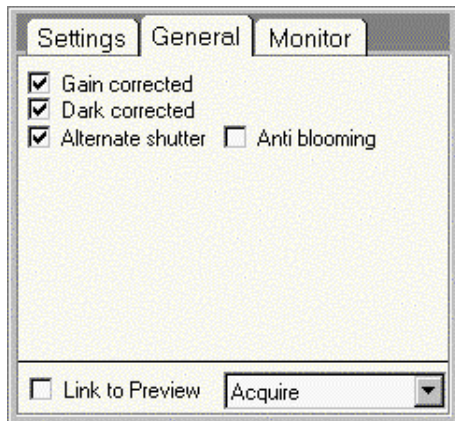 Settings General Monitor
Gain corrected
Dark corrected
Alternate shutter Anti blooming
Link to Preview Acquire